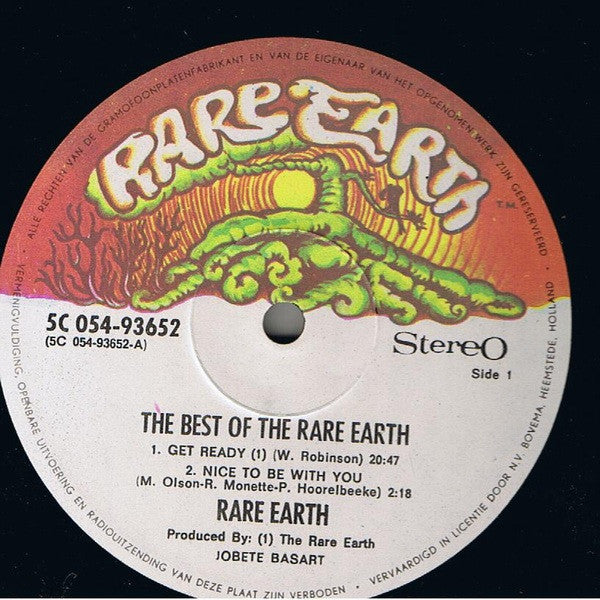 ALLE RECHTEN VAN DE GRAMOFOONPLATENFABRIKANT EN VAN DE EIGENAAR VAN HET OPGENOMEN WERK ZIJN GERESERVEERD •
RARE EARTH
T.M.
5C 054-93652
(5C 054-93652-A)
Stereo
Side 1
THE BEST OF THE RARE EARTH
1. GET READY (1) (W. Robinson) 20:47
2. NICE TO BE WITH YOU
(M. Olson-R. Monette-P. Hoorelbeeke) 2:18
RARE EARTH
Produced By: (1) The Rare Earth
JOBETE BASART
• VERMENGVULDIGING, OPENBARE UITVOERING EN RADIOUITZENDING VAN DEZE PLAAT ZIJN VERBODEN •
VERVAARDIGD IN LICENTIE DOOR N.V. BOVEMA, HEEMSTEDE, HOLLAND